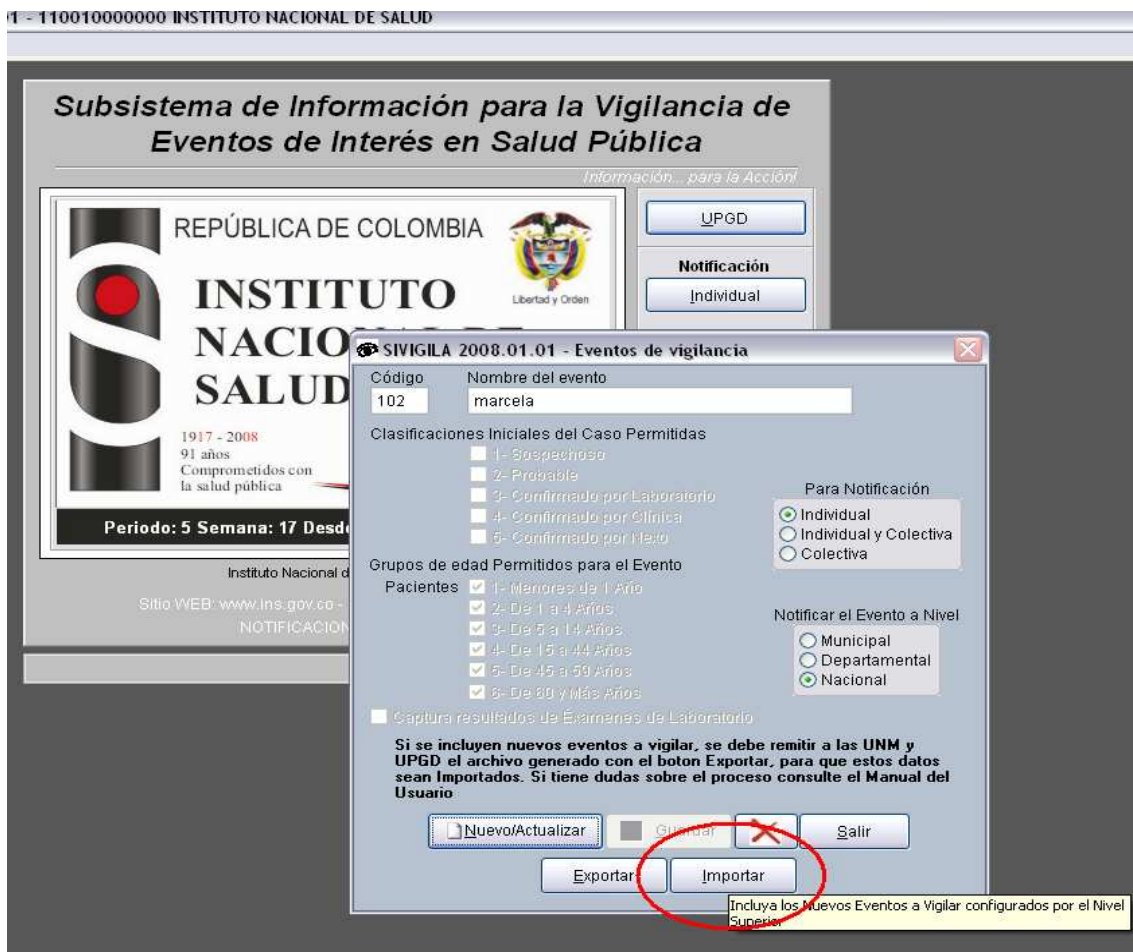 1 - 110010000000 INSTITUTO NACIONAL DE SALUD
Subsistema de Información para la Vigilancia de
Eventos de Interés en Salud Pública
Información... para la Acción!
REPÚBLICA DE COLOMBIA
Libertad y Orden
INSTITUTO
NACIO
SALUD
1917 - 2008
91 años
Comprometidos con
la salud pública
Periodo: 5 Semana: 17 Desde
Instituto Nacional d
Sitio WEB: www.ins.gov.co -
NOTIFICACION
UPGD
Notificación
Individual
SIVIGILA 2008.01.01 - Eventos de vigilancia
Código Nombre del evento
102 marcela
Clasificaciones Iniciales del Caso Permitidas
1- Sospechoso
2- Probable
3- Confirmado por Laboratorio
4- Confirmado por Clínica
5- Confirmado por Nexo
Para Notificación
Individual
Individual y Colectiva
Colectiva
Grupos de edad Permitidos para el Evento
Pacientes 1- Menores de 1 Año
2- De 1 a 4 Años
3- De 5 a 14 Años
4- De 15 a 44 Años
5- De 45 a 59 Años
6- De 60 y Más Años
Notificar el Evento a Nivel
Municipal
Departamental
Nacional
Captura resultados de Éxamenes de Laboratorio
Si se incluyen nuevos eventos a vigilar, se debe remitir a las UNM y
UPGD el archivo generado con el boton Exportar, para que estos datos
sean Importados. Si tiene dudas sobre el proceso consulte el Manual del
Usuario
Nuevo/Actualizar Guardar Salir
Exportar Importar
Incluya los Nuevos Eventos a Vigilar configurados por el Nivel
Superior